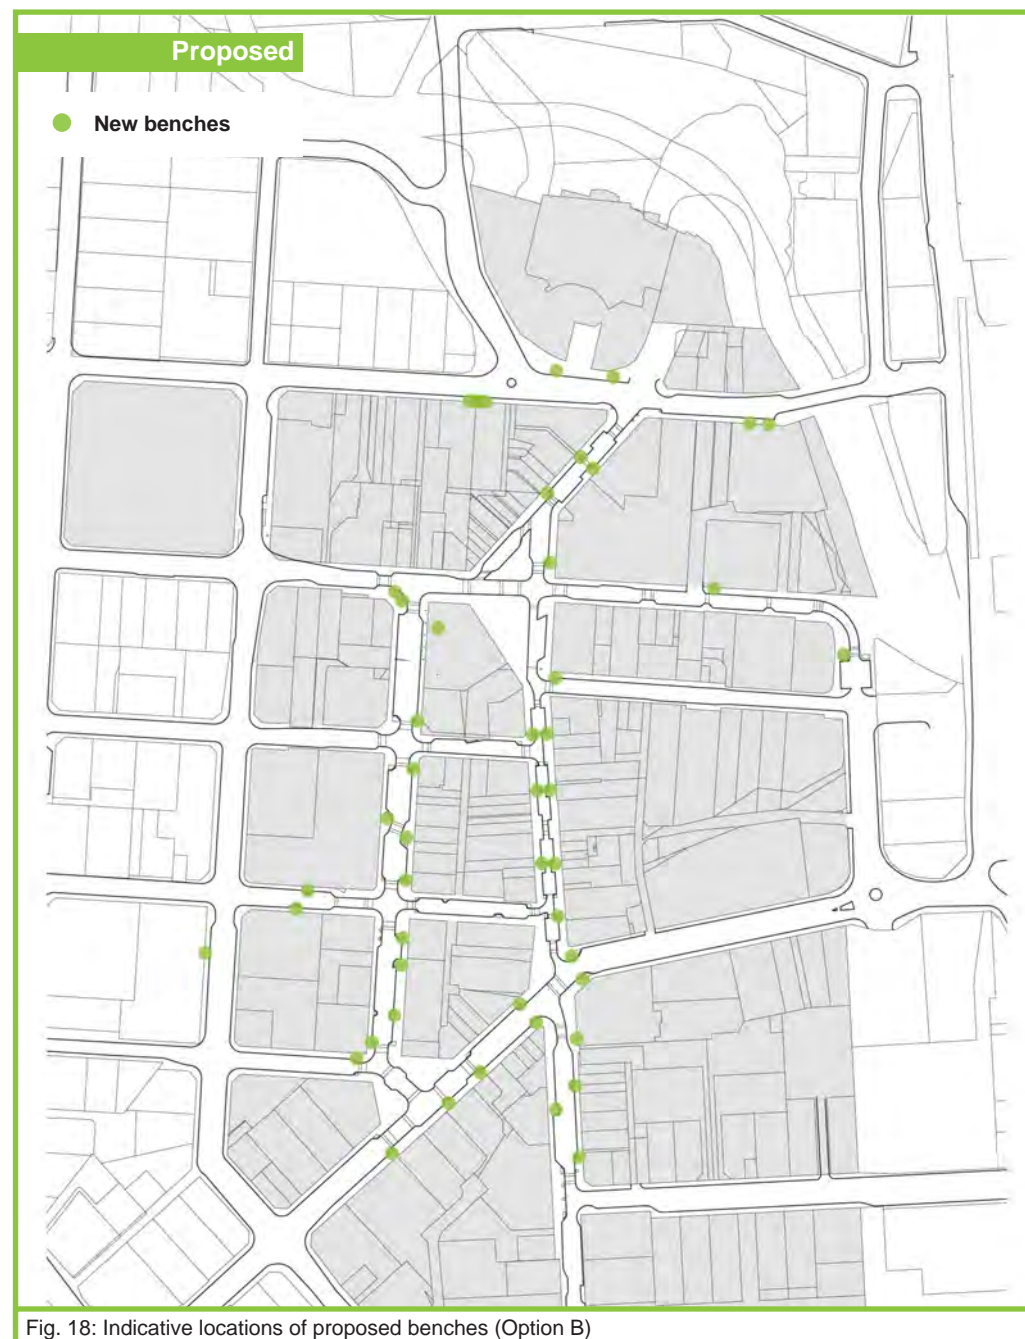 Proposed
New benches
Fig. 18: Indicative locations of proposed benches (Option B)